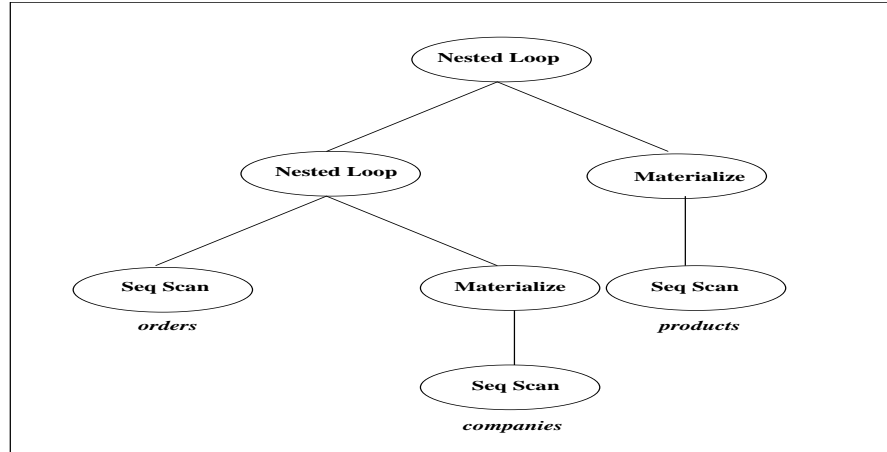 Nested Loop
Nested Loop
Materialize
Seq Scan
Materialize
Seq Scan
orders
products
Seq Scan
companies